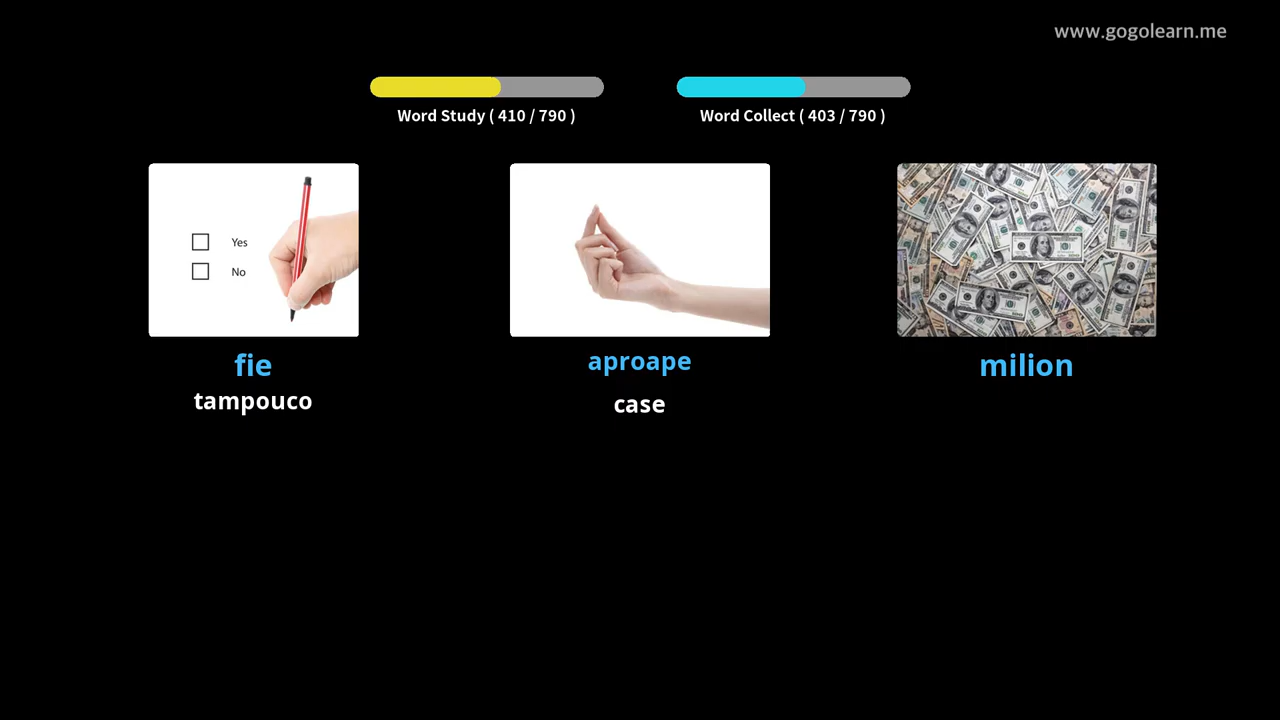 www.gogolearn.me
Word Study ( 410 / 790 )
Word Collect ( 403 / 790 )
Yes
No
fie
tampouco
aproape
case
milion